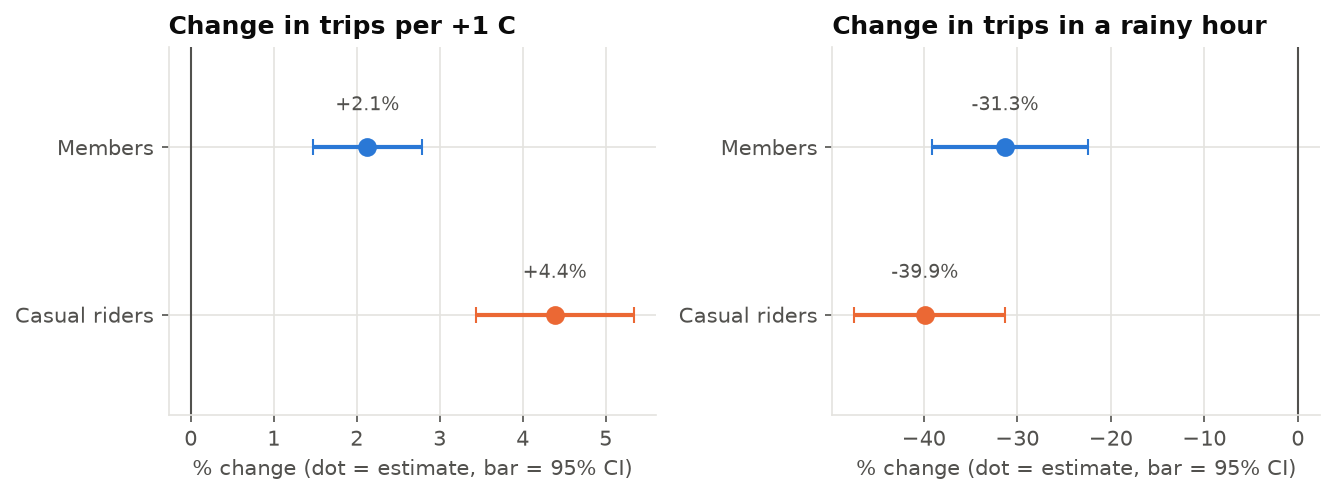 Change in trips per +1 C
+2.1%
Members
+4.4%
Casual riders
0 1 2 3 4 5
% change (dot = estimate, bar = 95% CI)
Change in trips in a rainy hour
-31.3%
Members
-39.9%
Casual riders
−40 −30 −20 −10 0
% change (dot = estimate, bar = 95% CI)